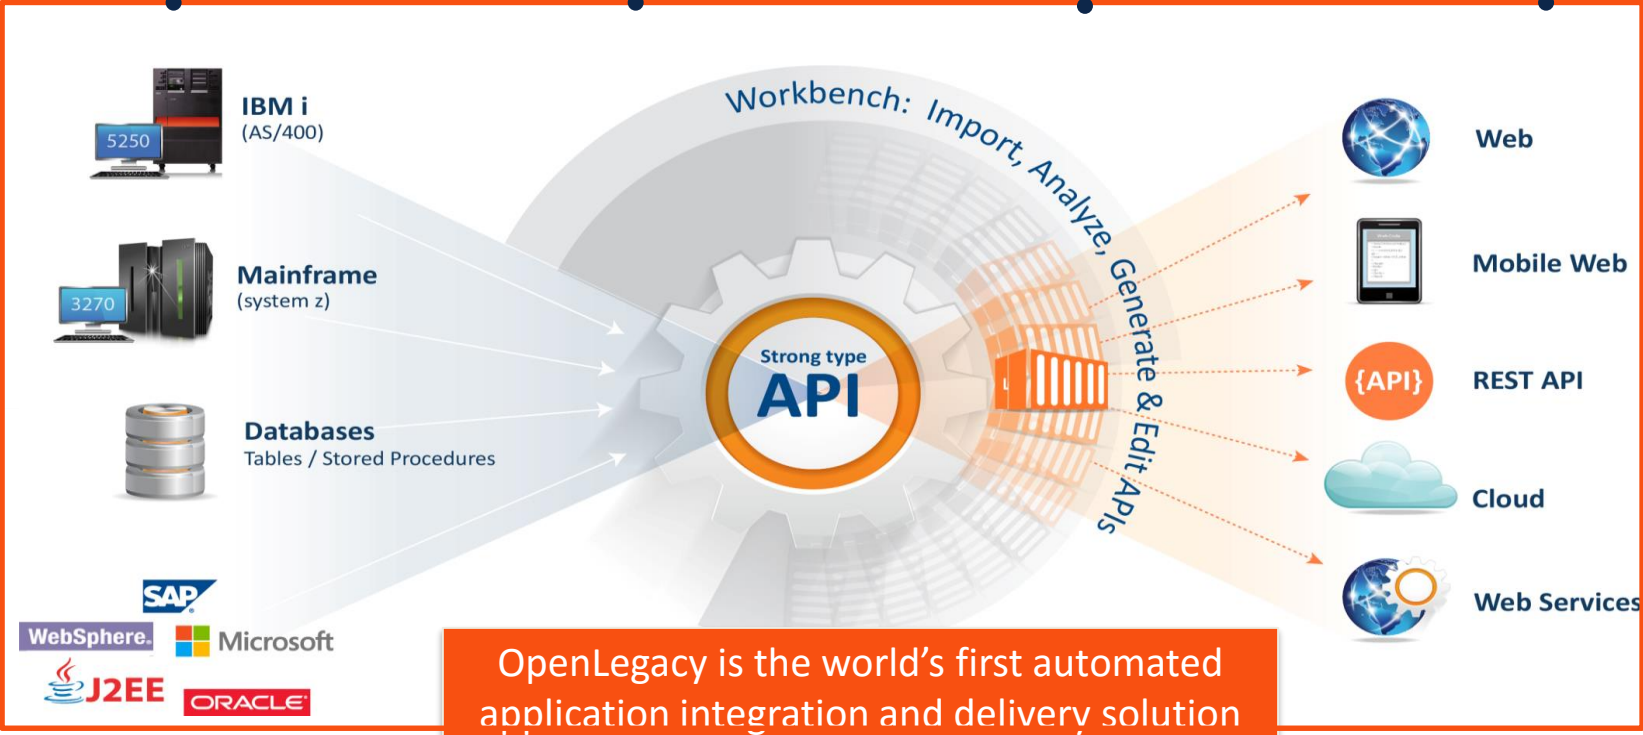 IBM i
(AS/400)
5250
Mainframe
(system z)
3270
Databases
Tables / Stored Procedures
SAP
WebSphere.
Microsoft
J2EE
ORACLE
Workbench: Import, Analyze, Generate & Edit APIs
Strong type
API
Web
Mobile Web
{API}
REST API
Cloud
Web Services
OpenLegacy is the world’s first automated
application integration and delivery solution